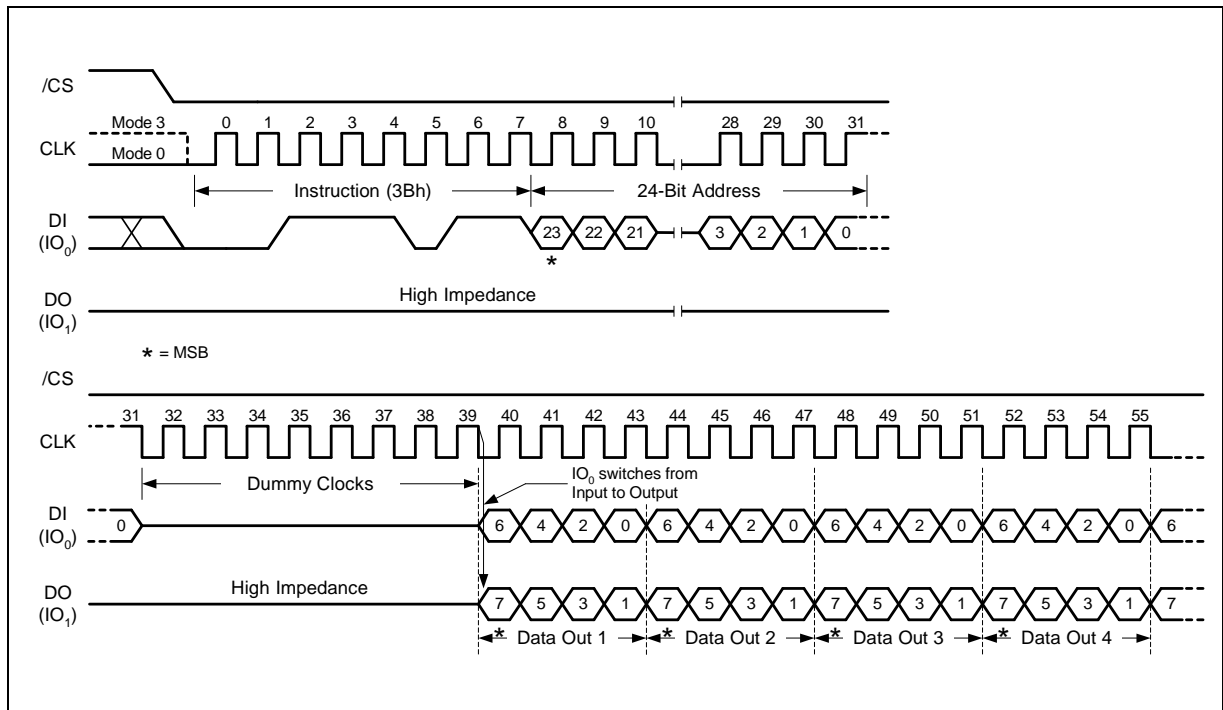 /CS
Mode 3 0 1 2 3 4 5 6 7 8 9 10 28 29 30 31
CLK
Mode 0
Instruction (3Bh) 24-Bit Address
DI
(IO0)
23 22 21 3 2 1 0
*
High Impedance
DO
(IO1)
* = MSB
/CS
31 32 33 34 35 36 37 38 39 40 41 42 43 44 45 46 47 48 49 50 51 52 53 54 55
CLK
Dummy Clocks
IO0 switches from
Input to Output
DI
(IO0)
0 6 4 2 0 6 4 2 0 6 4 2 0 6 4 2 0 6
High Impedance
DO
(IO1)
7 5 3 1 7 5 3 1 7 5 3 1 7 5 3 1 7
* Data Out 1 * Data Out 2 * Data Out 3 * Data Out 4